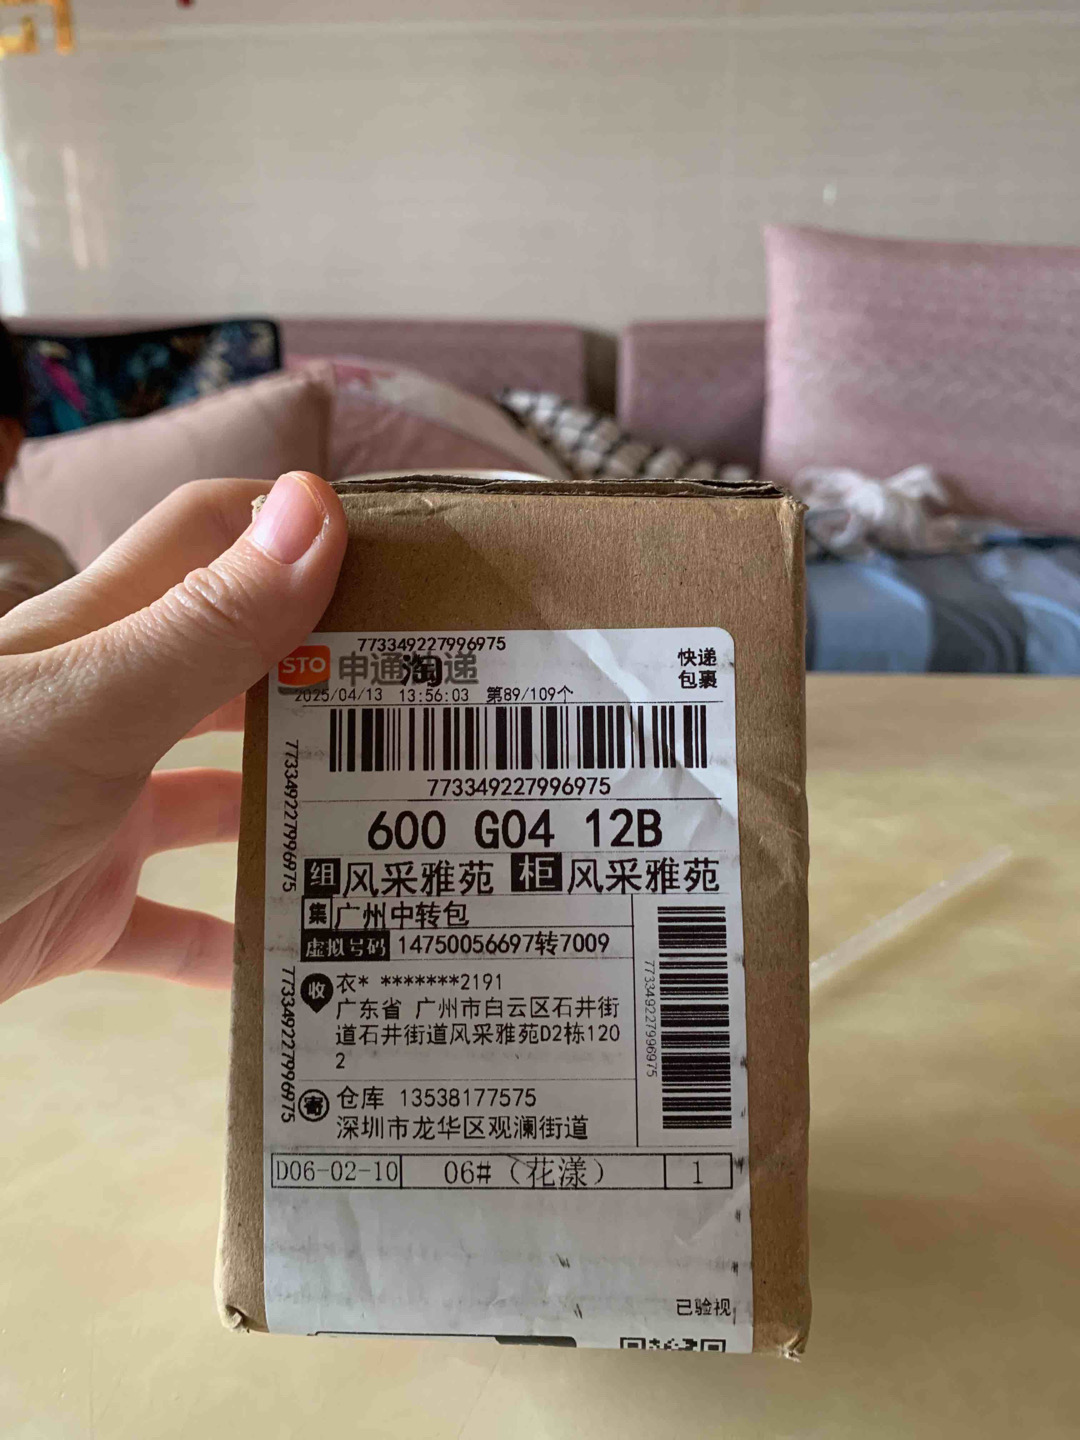 773349227996975
STO 申通快递
淘
快递
包裹
2025/04/13 13:56:03 第89/109个
773349227996975
773349227996975
600 G04 12B
组 风采雅苑 柜 风采雅苑
集 广州中转包
虚拟号码 14750056697转7009
773349227996975
收 衣* *******2191
广东省 广州市白云区石井街
道石井街道风采雅苑D2栋120
2
773349227996975
寄 仓库 13538177575
深圳市龙华区观澜街道
D06-02-10 06#（花漾） 1
已验视